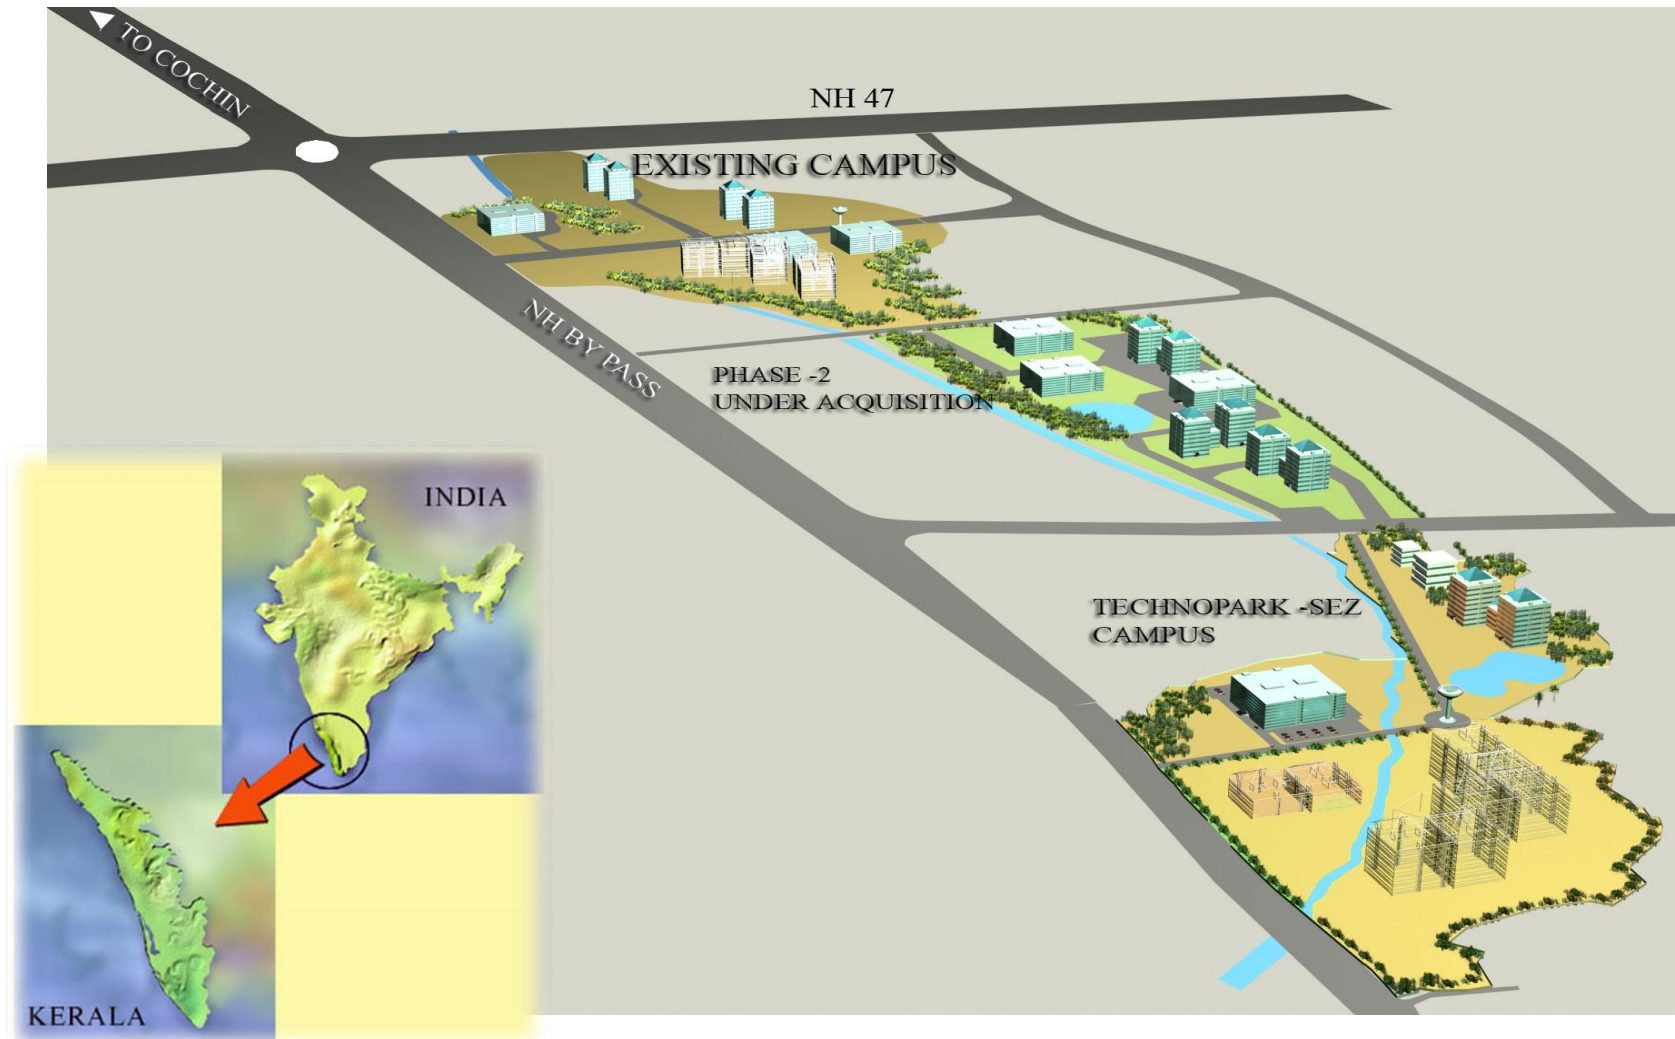 TO COCHIN
NH 47
EXISTING CAMPUS
NH BY PASS
PHASE -2
UNDER ACQUISITION
INDIA
TECHNOPARK -SEZ
CAMPUS
KERALA